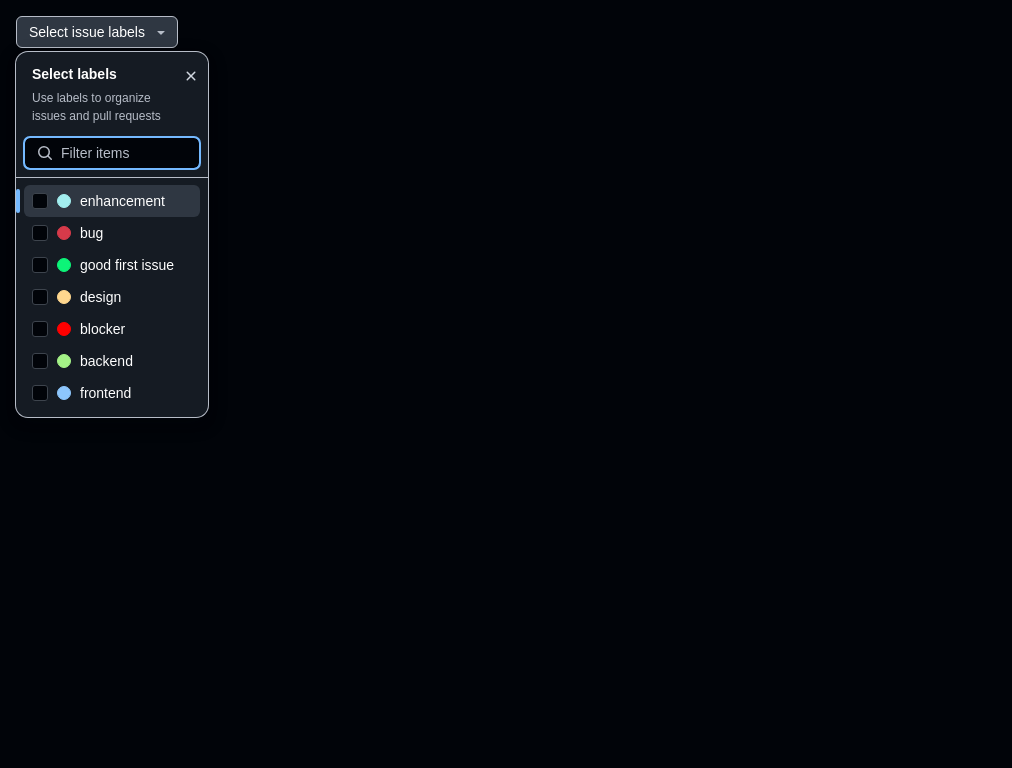 Select issue labels
Select labels
Use labels to organize
issues and pull requests
Filter items
enhancement
bug
good first issue
design
blocker
backend
frontend